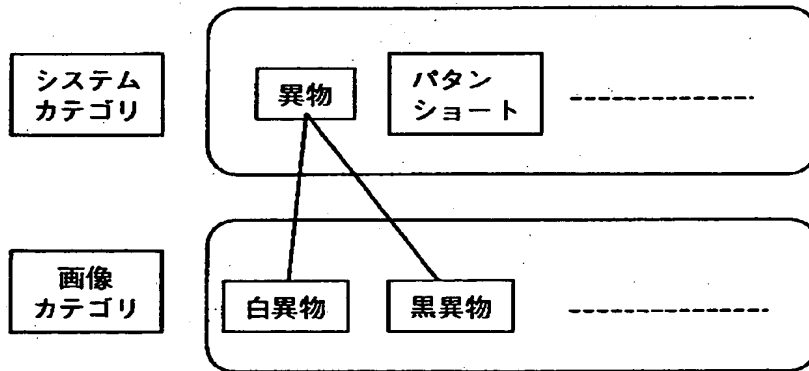 システム
カテゴリ
異物
パタン
ショート
画像
カテゴリ
白異物
黒異物